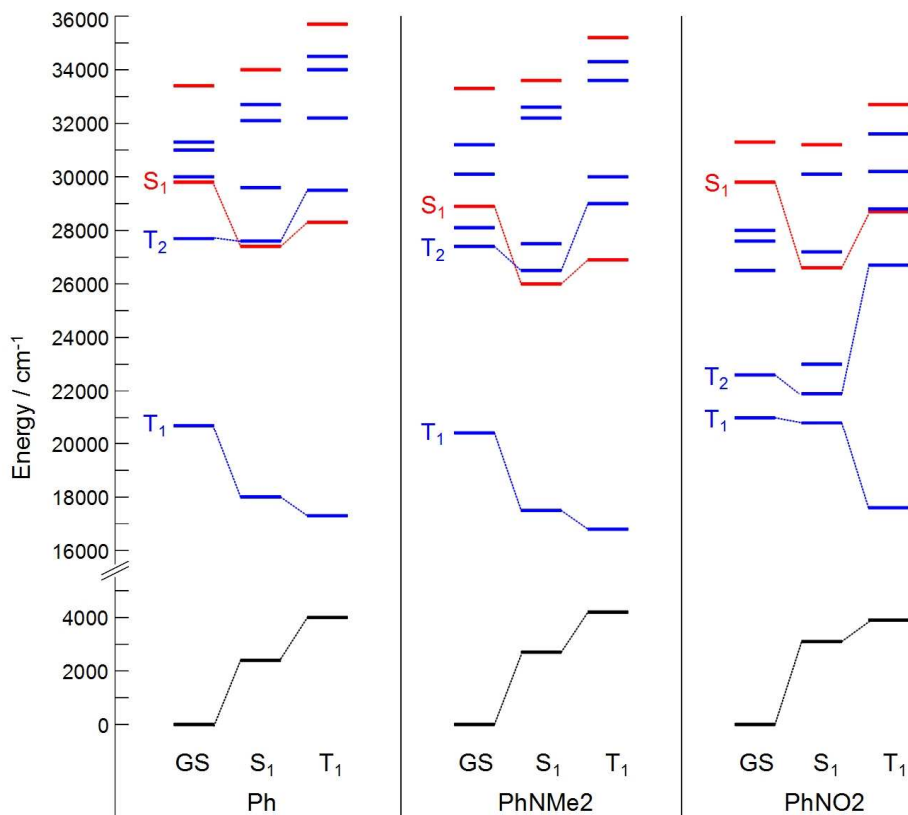 Energy / cm-1
36000
34000
32000
30000
28000
26000
24000
22000
20000
18000
16000
4000
2000
0
S1
T2
T1
S1
T2
T1
S1
T2
T1
GS S1 T1
Ph
GS S1 T1
PhNMe2
GS S1 T1
PhNO2